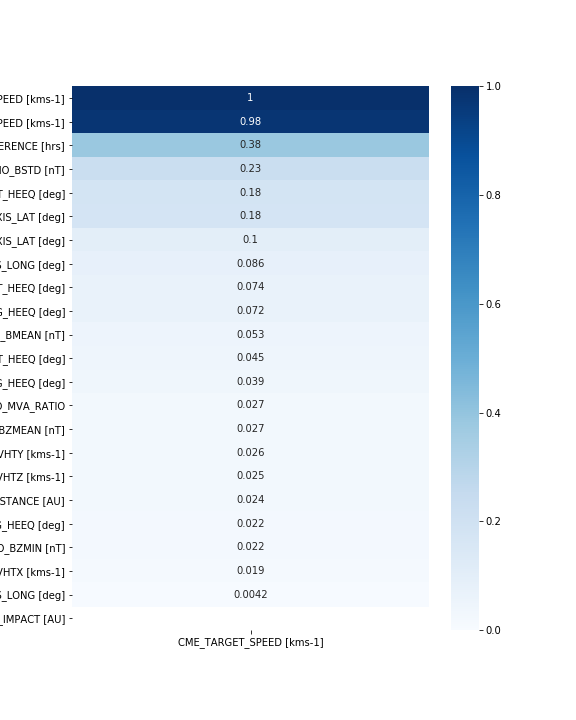 PEED [kms-1]
1
PEED [kms-1]
0.98
ERENCE [hrs]
0.38
IO_BSTD [nT]
0.23
T_HEEQ [deg]
0.18
XIS_LAT [deg]
0.18
XIS_LAT [deg]
0.1
S_LONG [deg]
0.086
T_HEEQ [deg]
0.074
G_HEEQ [deg]
0.072
_BMEAN [nT]
0.053
T_HEEQ [deg]
0.045
G_HEEQ [deg]
0.039
O_MVA_RATIO
0.027
BZMEAN [nT]
0.027
VHTY [kms-1]
0.026
VHTZ [kms-1]
0.025
STANCE [AU]
0.024
G_HEEQ [deg]
0.022
O_BZMIN [nT]
0.022
VHTX [kms-1]
0.019
S_LONG [deg]
0.0042
_IMPACT [AU]
CME_TARGET_SPEED [kms-1]
1.0
0.8
0.6
0.4
0.2
0.0